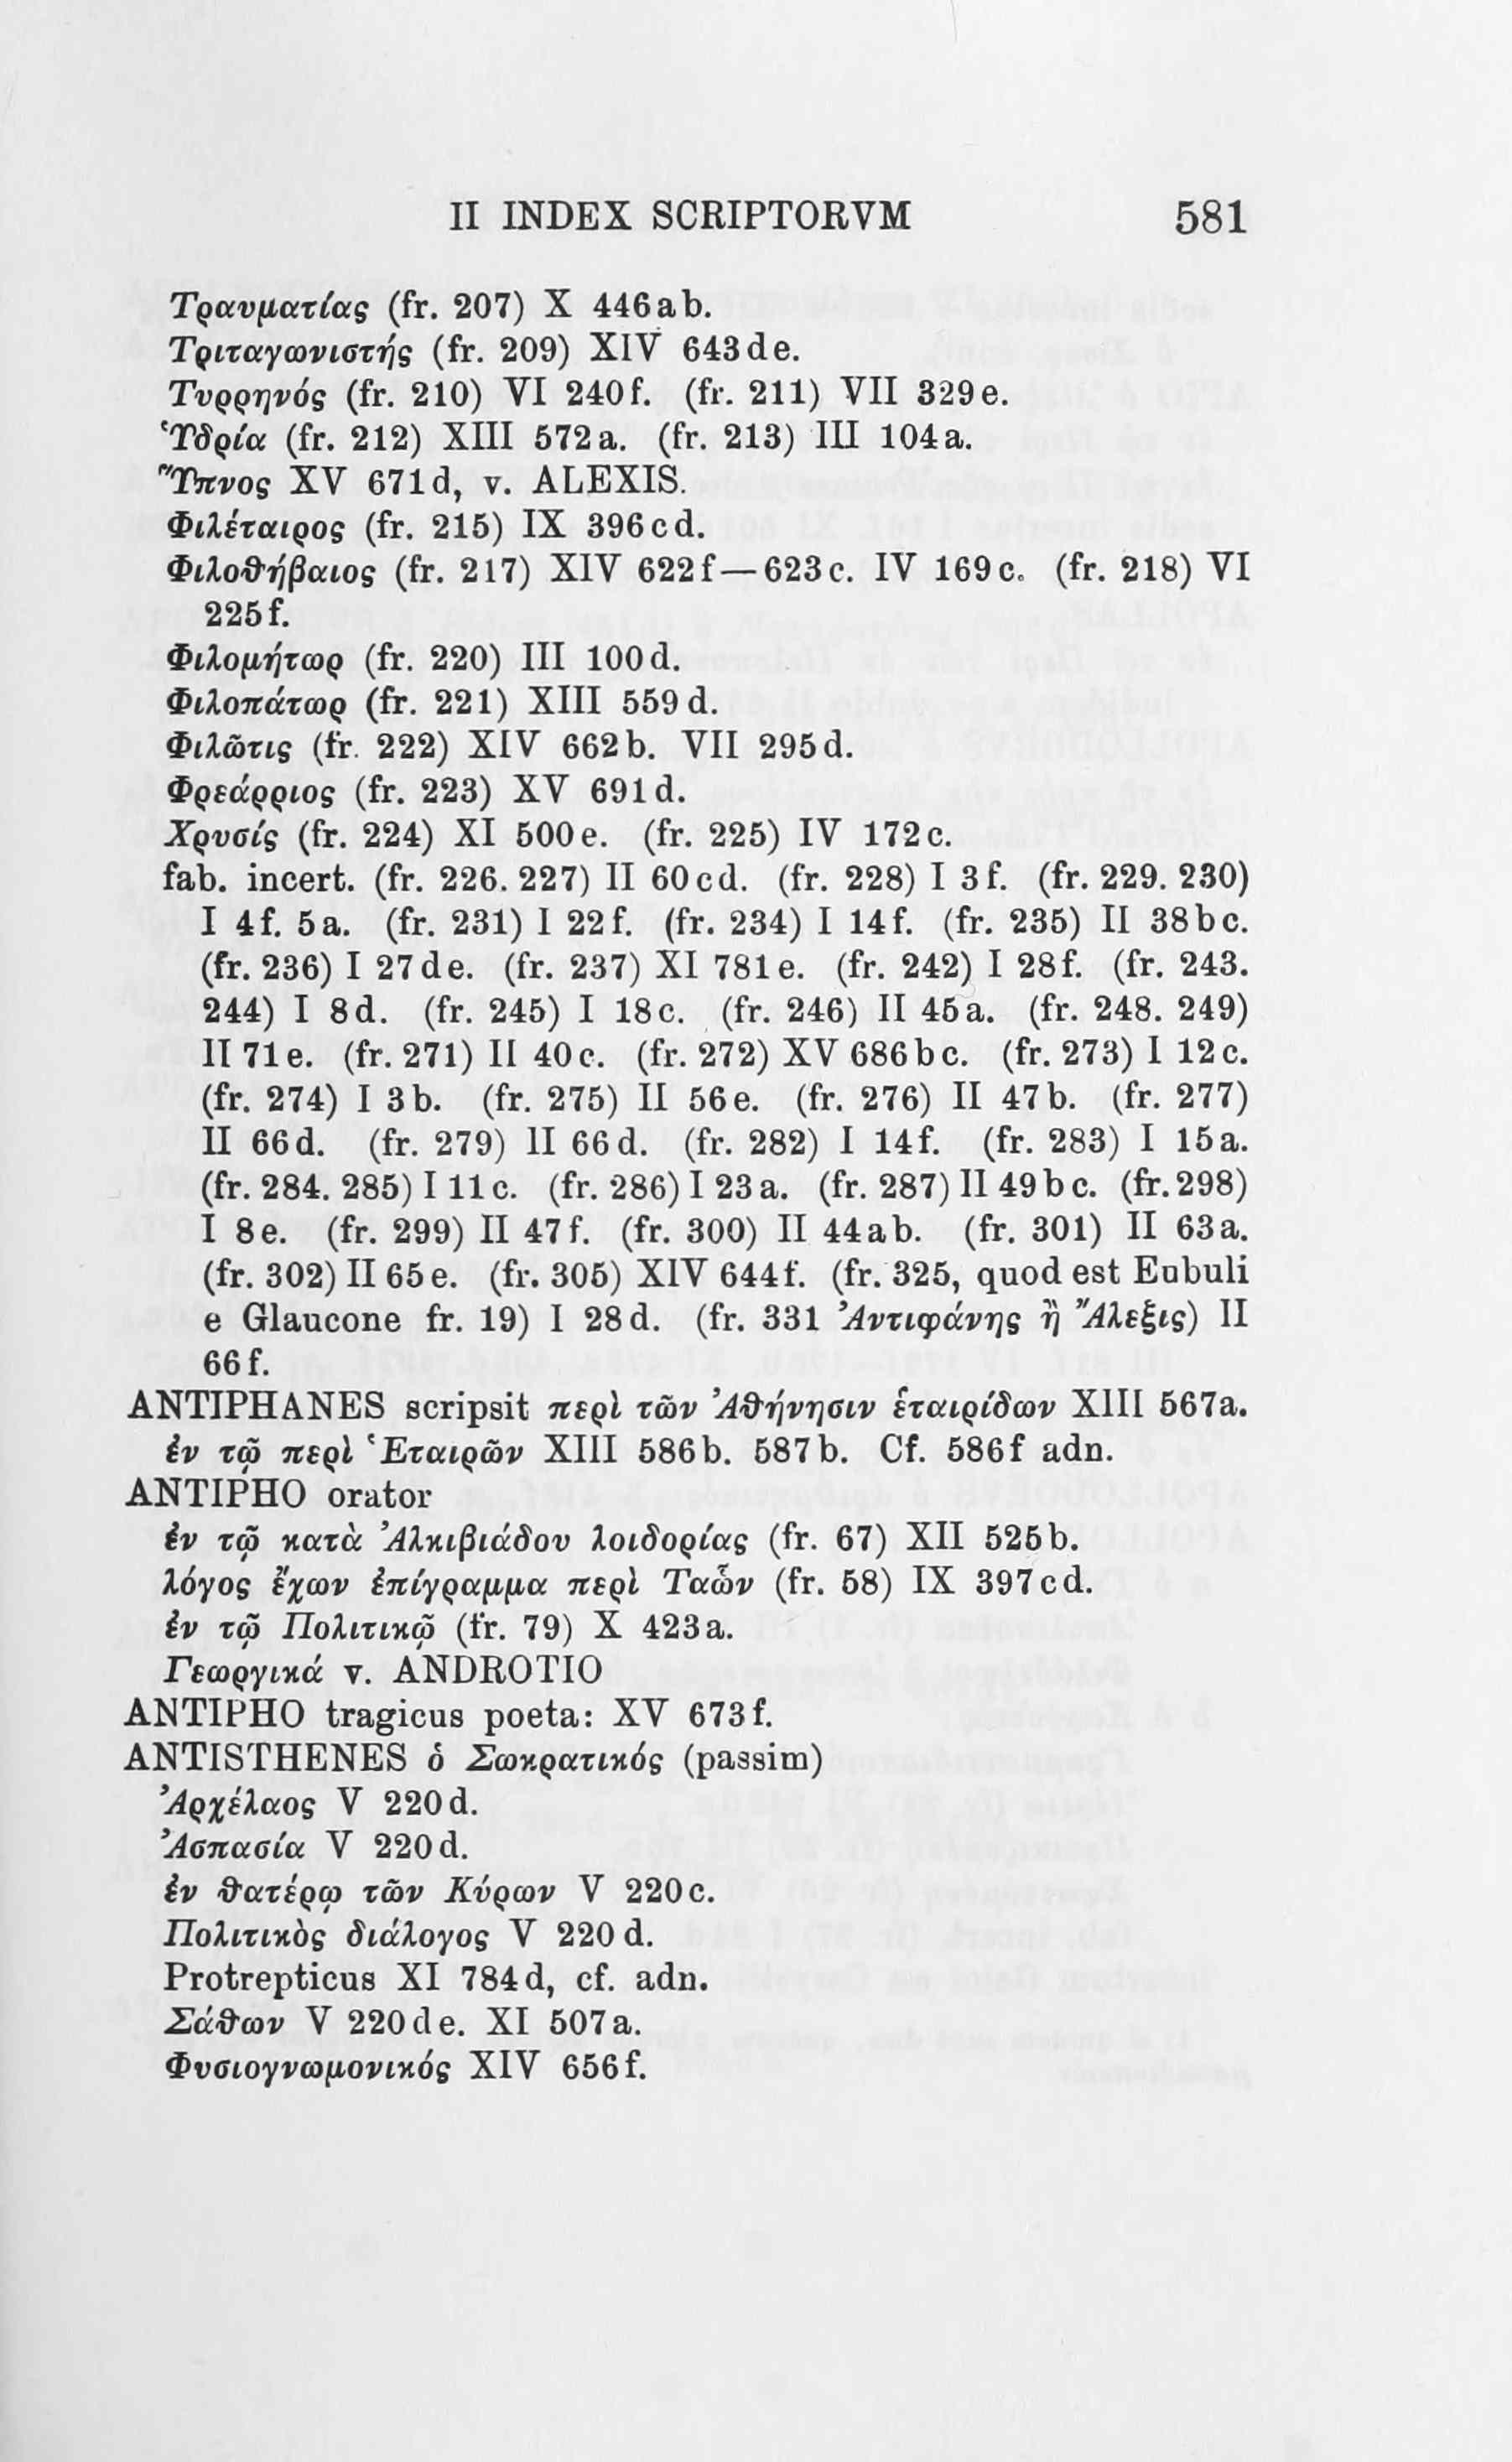 II INDEX SCRIPTORVM 581
Τραυματίας (fr. 207) X 446ab.
Τριταγωνιστής (fr. 209) XIV 643de.
Τυρρηνός (fr. 210) VI 240f. (fr. 211) VII 329e.
Ὑδρία (fr. 212) XIII 572a. (fr. 213) III 104a.
Ὕπνος XV 671d, v. ALEXIS.
Φιλέταιρος (fr. 215) IX 396cd.
Φιλοθήβαιος (fr. 217) XIV 622f—623c. IV 169c. (fr. 218) VI
225f.
Φιλομήτωρ (fr. 220) III 100d.
Φιλοπάτωρ (fr. 221) XIII 559d.
Φιλῶτις (fr. 222) XIV 662b. VII 295d.
Φρεάρριος (fr. 223) XV 691d.
Χρυσίς (fr. 224) XI 500e. (fr. 225) IV 172c.
fab. incert. (fr. 226. 227) II 60cd. (fr. 228) I 3f. (fr. 229. 230)
I 4f. 5a. (fr. 231) I 22f. (fr. 234) I 14f. (fr. 235) II 38bc.
(fr. 236) I 27de. (fr. 237) XI 781e. (fr. 242) I 28f. (fr. 243.
244) I 8d. (fr. 245) I 18c. (fr. 246) II 45a. (fr. 248. 249)
II 71e. (fr. 271) II 40c. (fr. 272) XV 686bc. (fr. 273) I 12c.
(fr. 274) I 3b. (fr. 275) II 56e. (fr. 276) II 47b. (fr. 277)
II 66d. (fr. 279) II 66d. (fr. 282) I 14f. (fr. 283) I 15a.
(fr. 284. 285) I 11c. (fr. 286) I 23a. (fr. 287) II 49bc. (fr. 298)
I 8e. (fr. 299) II 47f. (fr. 300) II 44ab. (fr. 301) II 63a.
(fr. 302) II 65e. (fr. 305) XIV 644f. (fr. 325, quod est Eubuli
e Glaucone fr. 19) I 28d. (fr. 331 Ἀντιφάνης ἢ Ἄλεξις) II
66f.
ANTIPHANES scripsit περὶ τῶν Ἀθήνησιν ἑταιρίδων XIII 567a.
ἐν τῷ περὶ Ἑταιρῶν XIII 586b. 587b. Cf. 586f adn.
ANTIPHO orator
ἐν τῷ κατὰ Ἀλκιβιάδου λοιδορίας (fr. 67) XII 525b.
λόγος ἔχων ἐπίγραμμα περὶ Ταὧν (fr. 58) IX 397cd.
ἐν τῷ Πολιτικῷ (fr. 79) X 423a.
Γεωργικά v. ANDROTIO
ANTIPHO tragicus poeta: XV 673f.
ANTISTHENES ὁ Σωκρατικός (passim)
Ἀρχέλαος V 220d.
Ἀσπασία V 220d.
ἐν θατέρῳ τῶν Κύρων V 220c.
Πολιτικὸς διάλογος V 220d.
Protrepticus XI 784d, cf. adn.
Σάθων V 220de. XI 507a.
Φυσιογνωμονικός XIV 656f.